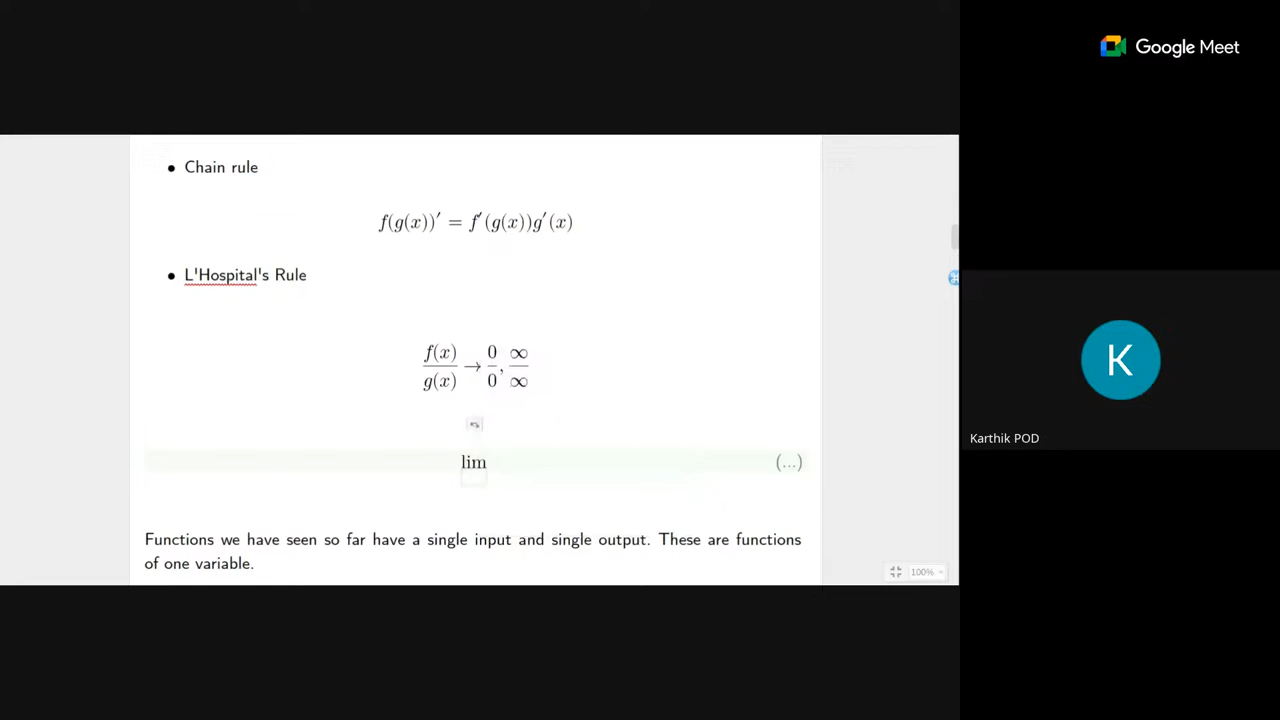 Google Meet
• Chain rule
f(g(x))′ = f′(g(x))g′(x)
• L'Hospital's Rule
f(x)/g(x) → 0/0, ∞/∞
lim (...)
Functions we have seen so far have a single input and single output. These are functions
of one variable.
100%
K
Karthik POD